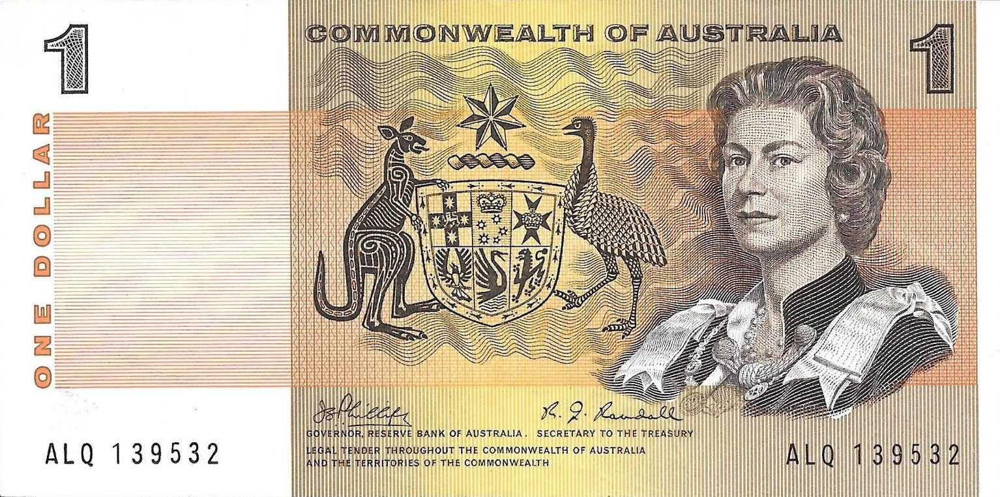 1
COMMONWEALTH OF AUSTRALIA
1
ONE DOLLAR
J G Phillips
R. J. Randall
GOVERNOR, RESERVE BANK OF AUSTRALIA. SECRETARY TO THE TREASURY
LEGAL TENDER THROUGHOUT THE COMMONWEALTH OF AUSTRALIA
AND THE TERRITORIES OF THE COMMONWEALTH
ALQ 139532
ALQ 139532